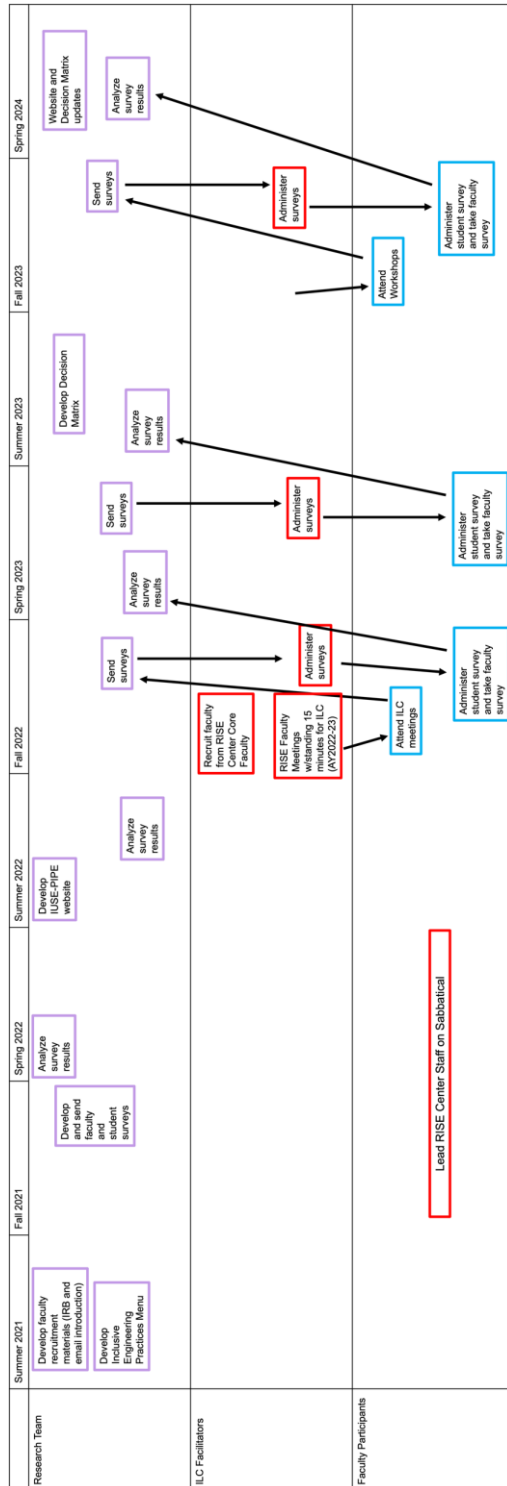 Summer 2021
Fall 2021
Spring 2022
Summer 2022
Fall 2022
Spring 2023
Summer 2023
Fall 2023
Spring 2024
Research Team
Develop faculty
recruitment
materials (IRB and
email introduction)
Develop
Inclusive
Engineering
Practices Menu
Develop
and send
faculty
and
student
surveys
Analyze
survey
results
Develop
IUSE-PIPE
website
Analyze
survey
results
Send
surveys
Analyze
survey
results
Send
surveys
Develop Decision
Matrix
Analyze
survey
results
Send
surveys
Website and
Decision Matrix
updates
Analyze
survey
results
ILC Facilitators
Recruit faculty
from RISE
Center Core
Faculty
RISE Faculty
Meetings
w/standing 15
minutes for ILC
(AY2022-23)
Administer
surveys
Administer
surveys
Administer
surveys
Faculty Participants
Lead RISE Center Staff on Sabbatical
Attend ILC
meetings
Administer
student survey
and take faculty
survey
Administer
student survey
and take faculty
survey
Attend
Workshops
Administer
student survey
and take faculty
survey